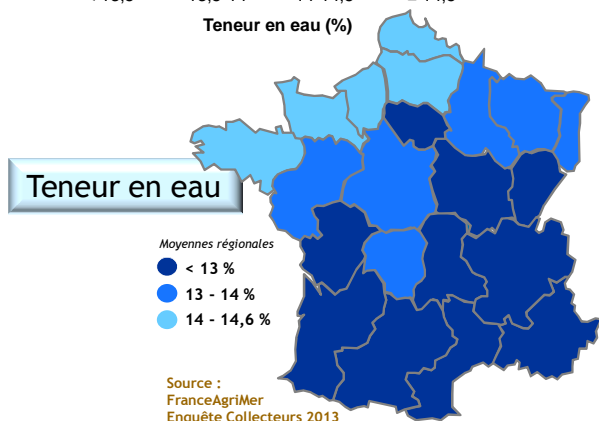 Teneur en eau (%)
Teneur en eau
Moyennes régionales
< 13 %
13 - 14 %
14 - 14,6 %
Source :
FranceAgriMer
Enquête Collecteurs 2013